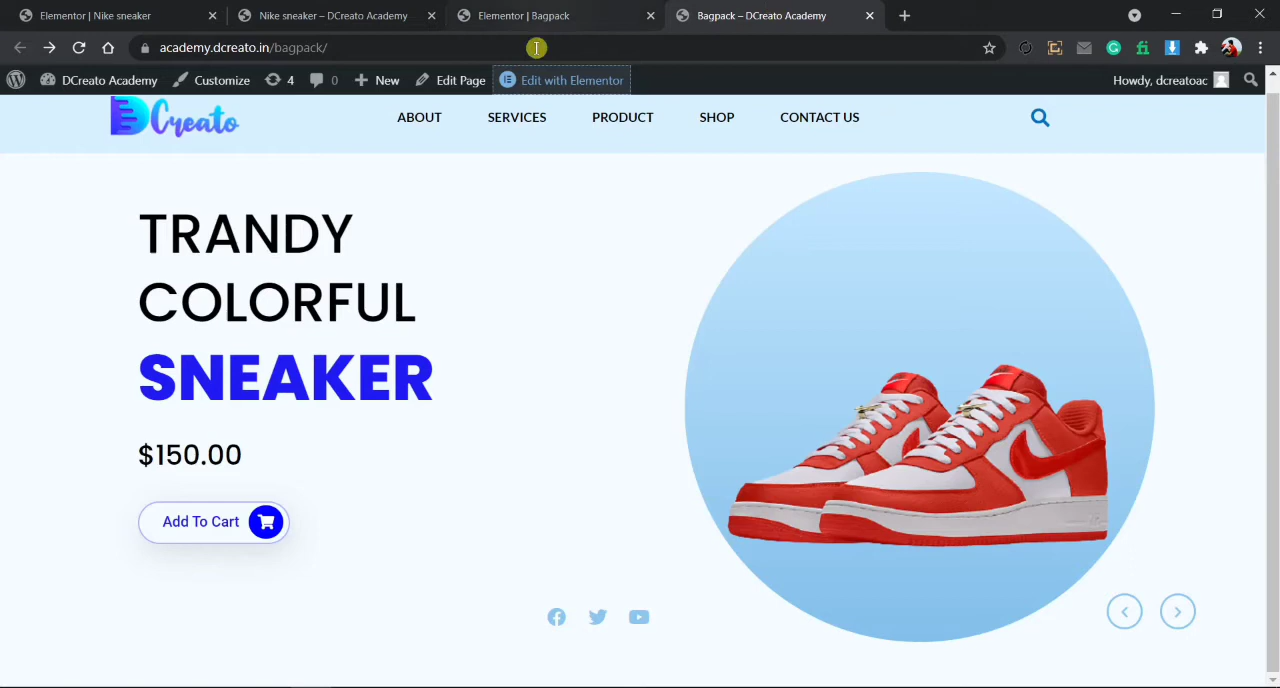 Elementor | Nike sneaker
Nike sneaker – DCreato Academy
Elementor | Bagpack
Bagpack – DCreato Academy
academy.dcreato.in/bagpack/
DCreato Academy
Customize
4
0
New
Edit Page
Edit with Elementor
Howdy, dcreatoac
DCreato
ABOUT
SERVICES
PRODUCT
SHOP
CONTACT US
TRANDY
COLORFUL
SNEAKER
$150.00
Add To Cart